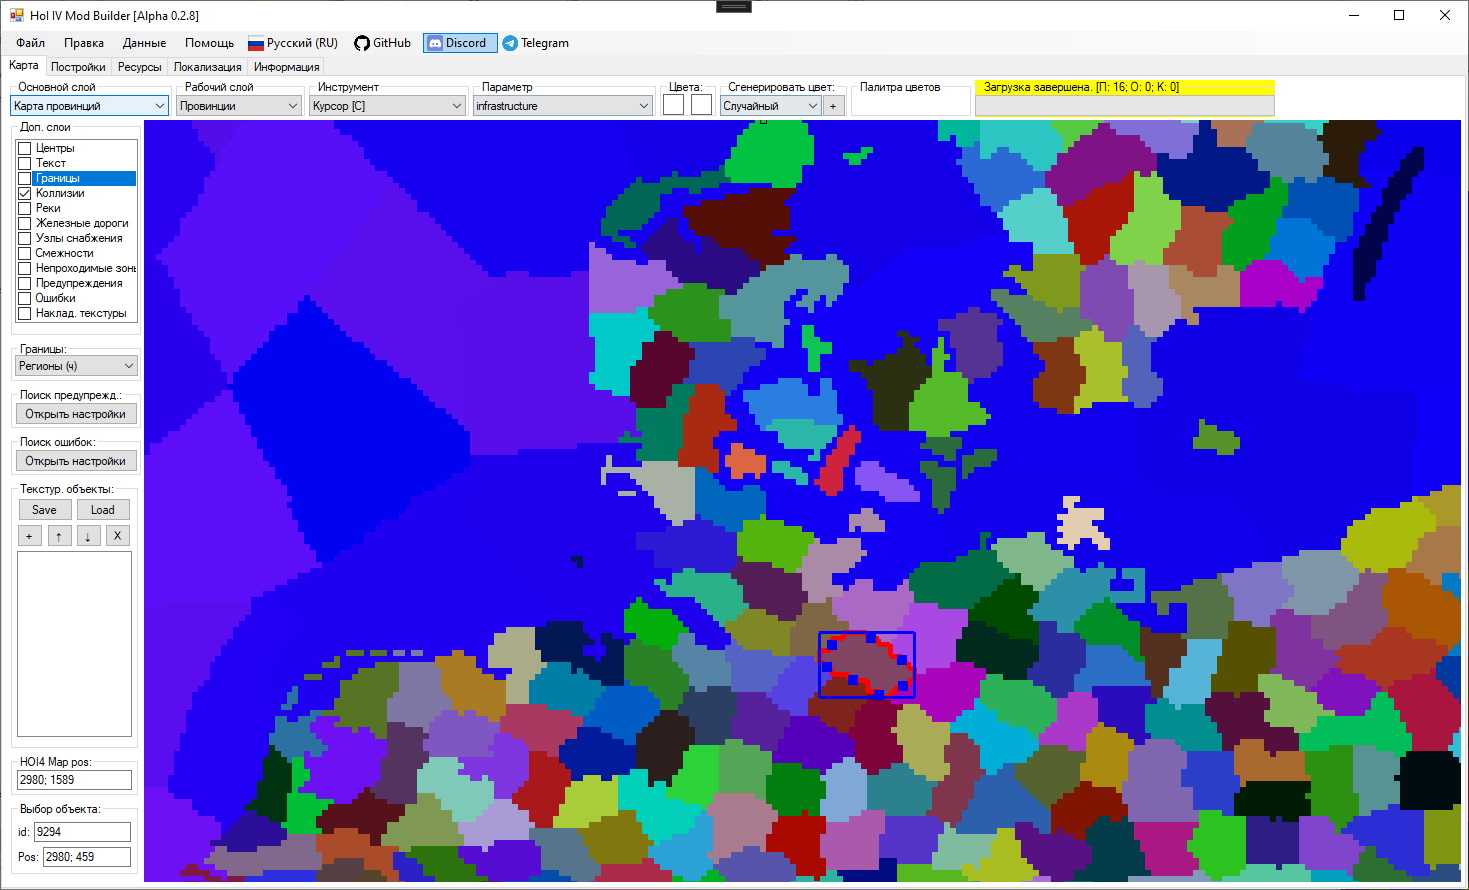 HoI IV Mod Builder [Alpha 0.2.8]
Файл Правка Данные Помощь Русский (RU) GitHub Discord Telegram
Карта Постройки Ресурсы Локализация Информация
Основной слой Рабочий слой Инструмент Параметр Цвета: Сгенерировать цвет: Палитра цветов Загрузка завершена. [П: 16; О: 0; К: 0]
Карта провинций Провинции Курсор [C] infrastructure Случайный +
Доп. слои
Центры
Текст
Границы
Коллизии
Реки
Железные дороги
Узлы снабжения
Смежности
Непроходимые зоны
Предупреждения
Ошибки
Наклад. текстуры
Границы:
Регионы (ч)
Поиск предупрежд.:
Открыть настройки
Поиск ошибок:
Открыть настройки
Текстур. объекты:
Save Load
+ ↑ ↓ X
HOI4 Map pos:
2980; 1589
Выбор объекта:
id: 9294
Pos: 2980; 459